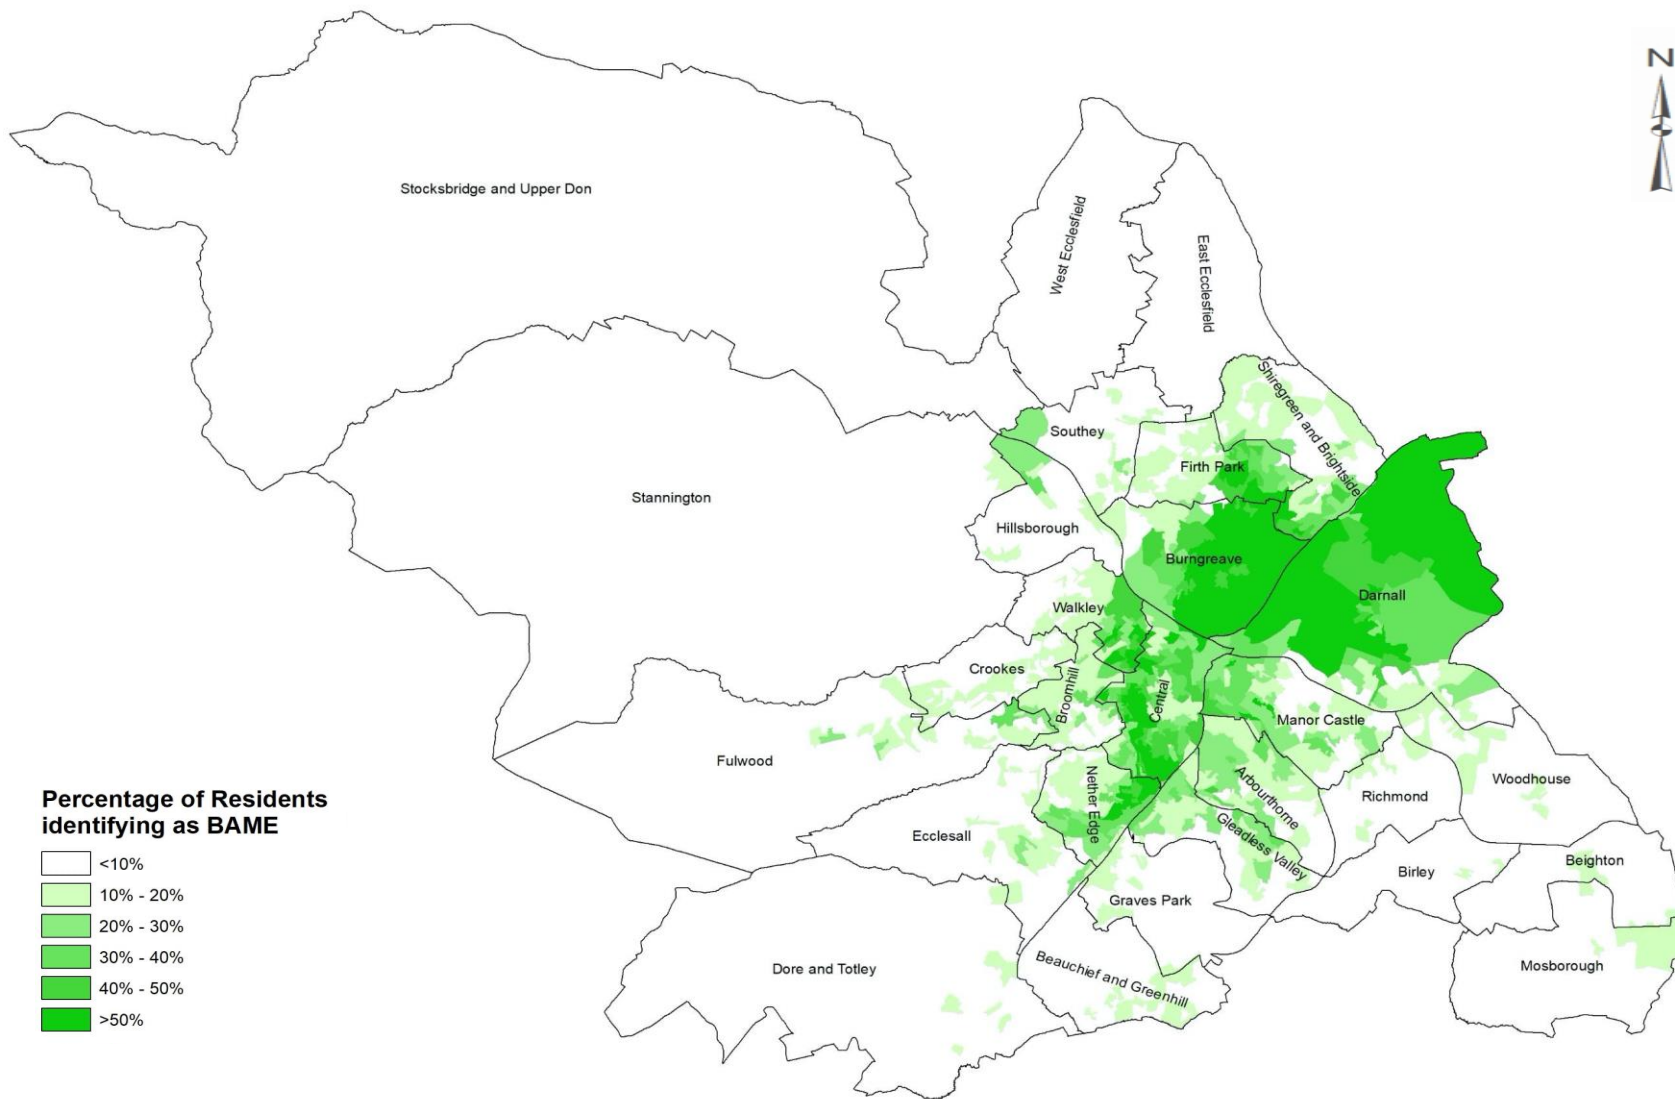 N
Stocksbridge and Upper Don
West Ecclesfield
East Ecclesfield
Shiregreen and Brightside
Southey
Firth Park
Stannington
Hillsborough
Burngreave
Darnall
Walkley
Crookes
Broomhill
Central
Manor Castle
Fulwood
Nether Edge
Arbourthorne
Richmond
Woodhouse
Ecclesall
Gleadless Valley
Birley
Beighton
Graves Park
Dore and Totley
Beauchief and Greenhill
Mosborough
Percentage of Residents
identifying as BAME
<10%
10% - 20%
20% - 30%
30% - 40%
40% - 50%
>50%